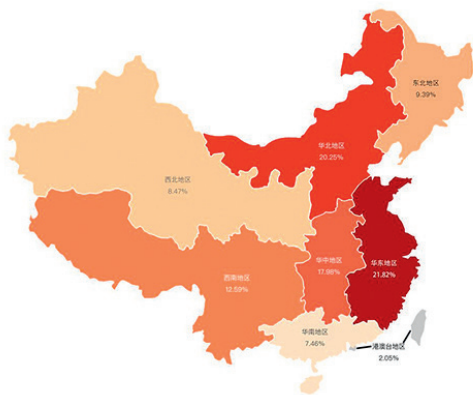 东北地区
9.39%
华北地区
20.25%
西北地区
8.47%
华中地区
17.98%
华东地区
21.82%
西南地区
12.59%
华南地区
7.46%
港澳台地区
2.05%